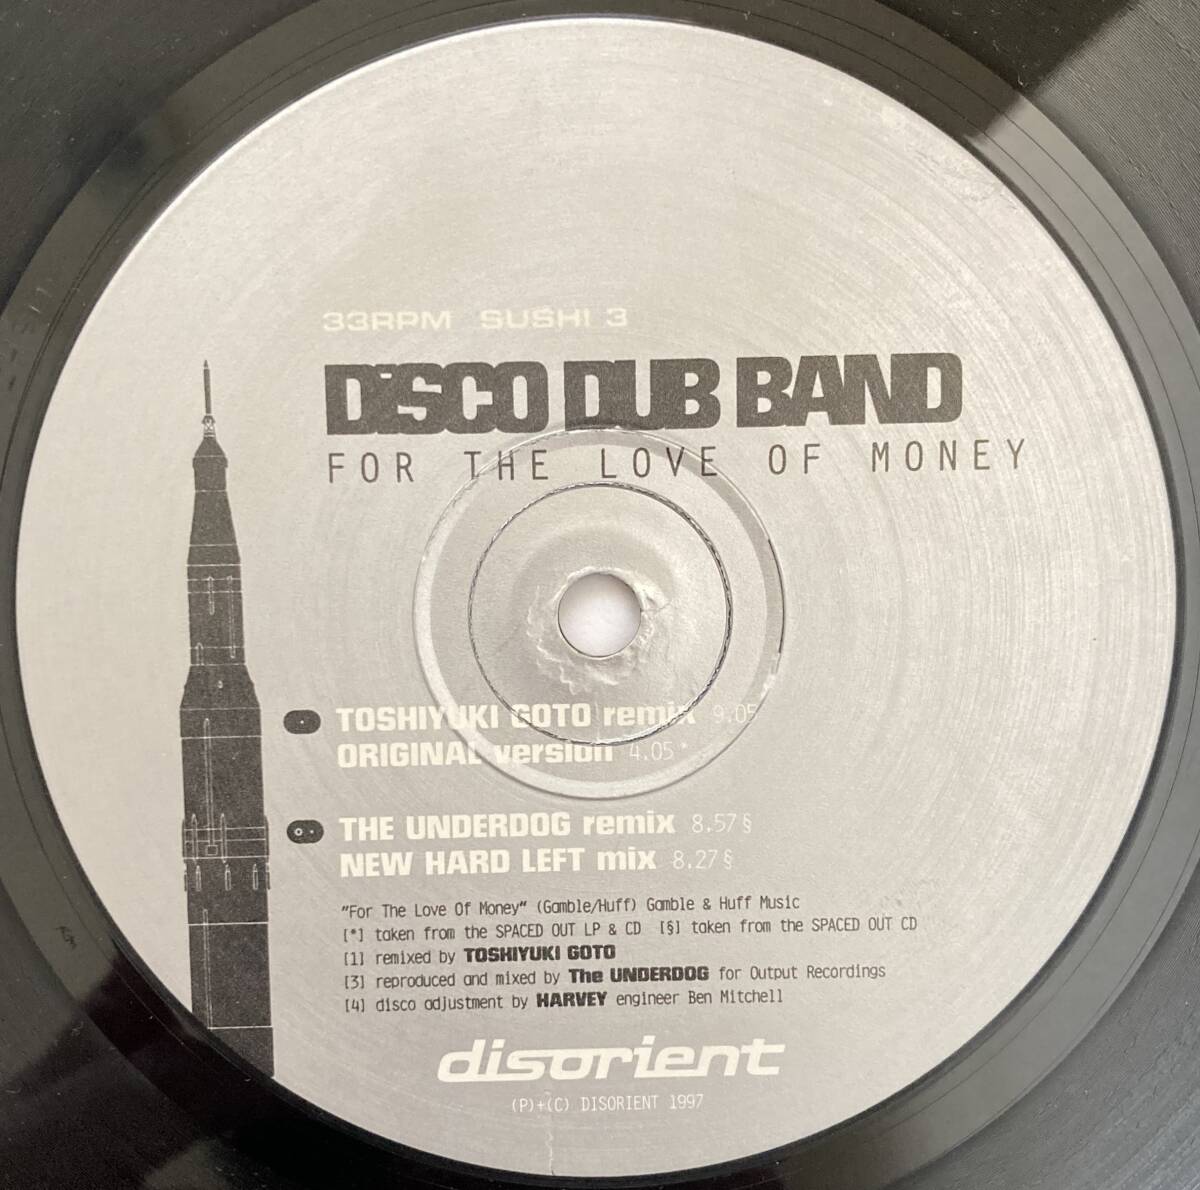 33RPM SUSHI 3
DISCO DUB BAND
FOR THE LOVE OF MONEY
TOSHIYUKI GOTO remix 9.05
ORIGINAL version 4.05 *
THE UNDERDOG remix 8.57 §
NEW HARD LEFT mix 8.27 §
"For The Love Of Money" (Gamble/Huff) Gamble & Huff Music
[*] taken from the SPACED OUT LP & CD [§] taken from the SPACED OUT CD
[1] remixed by TOSHIYUKI GOTO
[3] reproduced and mixed by The UNDERDOG for Output Recordings
[4] disco adjustment by HARVEY engineer Ben Mitchell
disorient
(P)+(C) DISORIENT 1997